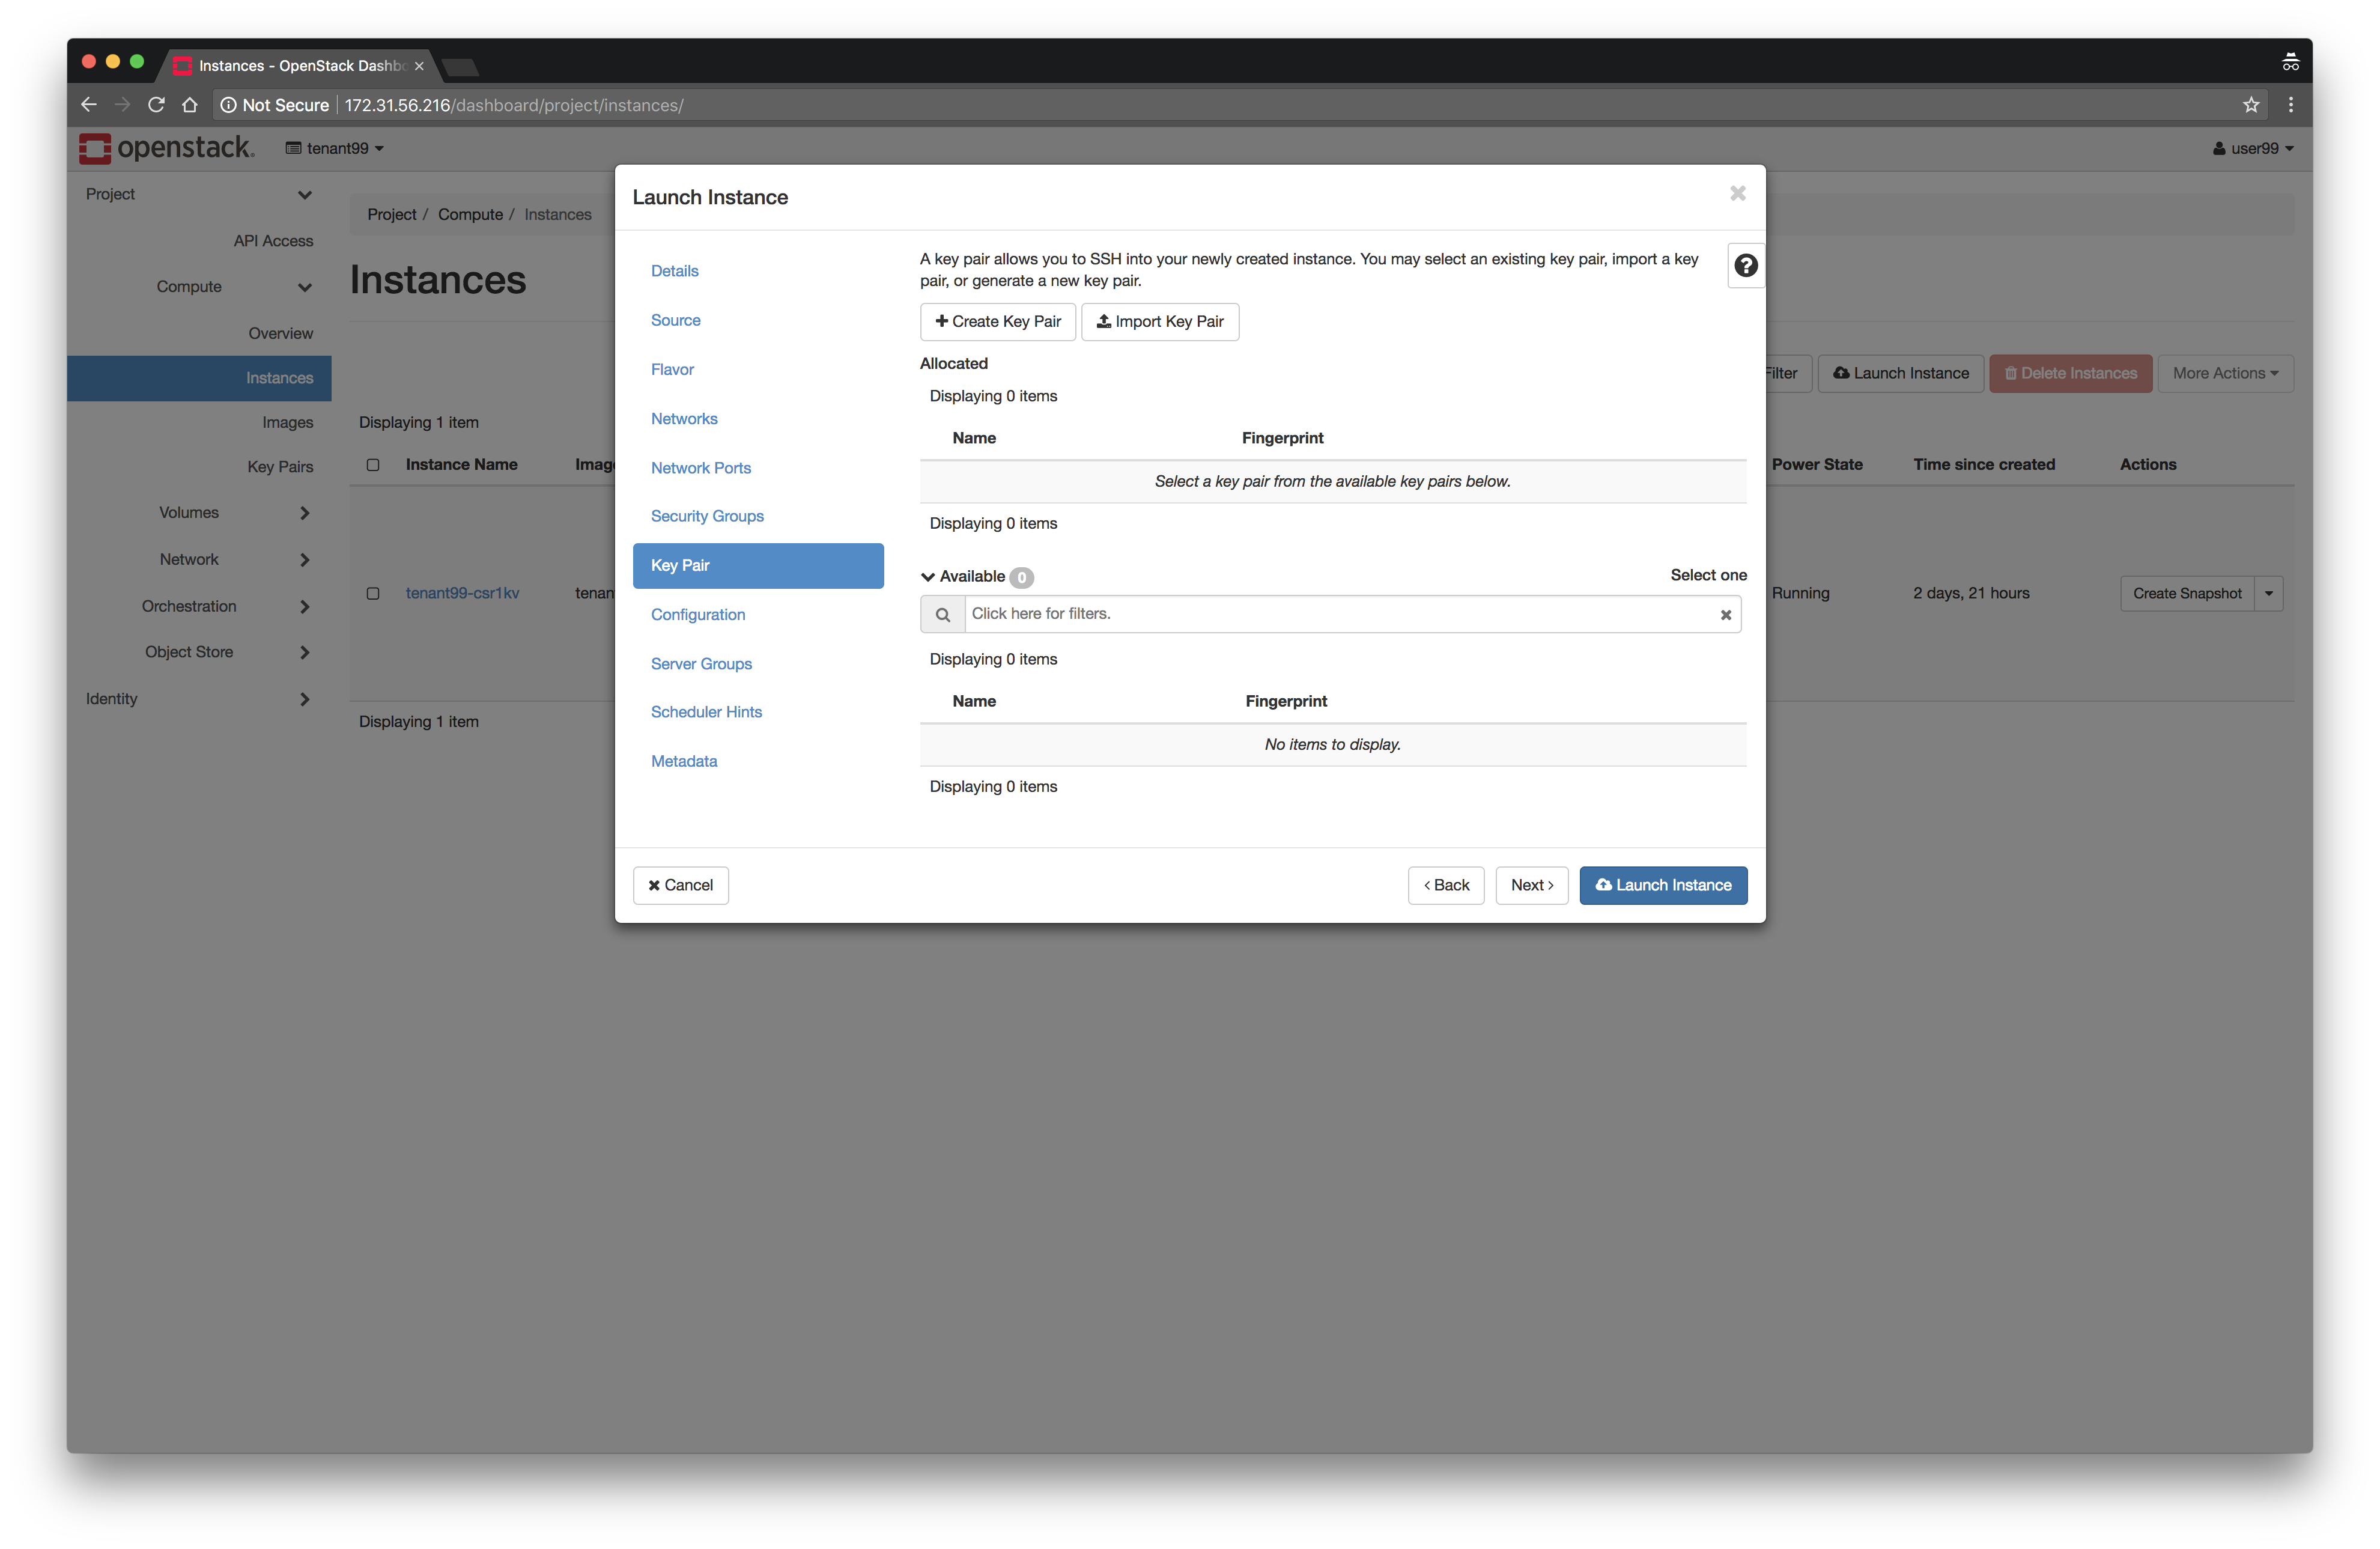 Instances - OpenStack Dashbo
Not Secure | 172.31.56.216/dashboard/project/instances/
openstack. tenant99
user99
Project
API Access
Compute
Overview
Instances
Images
Key Pairs
Volumes
Network
Orchestration
Object Store
Identity
Project / Compute / Instances
Instances
Filter
Launch Instance
Delete Instances
More Actions
Displaying 1 item
Instance Name
Imag
Power State
Time since created
Actions
tenant99-csr1kv
tenan
Running
2 days, 21 hours
Create Snapshot
Displaying 1 item
Launch Instance
Details
Source
Flavor
Networks
Network Ports
Security Groups
Key Pair
Configuration
Server Groups
Scheduler Hints
Metadata
A key pair allows you to SSH into your newly created instance. You may select an existing key pair, import a key
pair, or generate a new key pair.
Create Key Pair
Import Key Pair
Allocated
Displaying 0 items
Name Fingerprint
Select a key pair from the available key pairs below.
Displaying 0 items
Available 0
Select one
Click here for filters.
Displaying 0 items
Name Fingerprint
No items to display.
Displaying 0 items
Cancel
Back
Next
Launch Instance